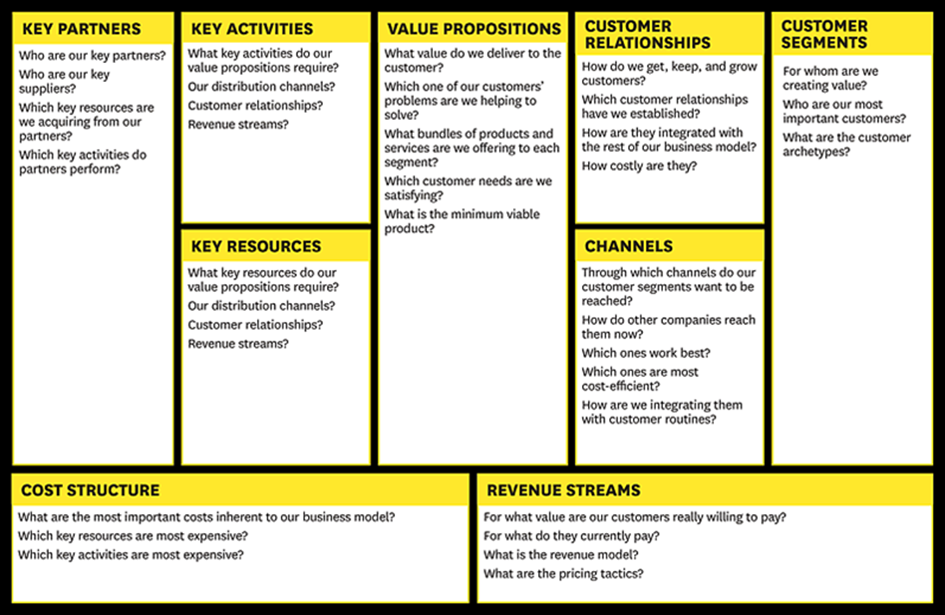 KEY PARTNERS
Who are our key partners?
Who are our key
suppliers?
Which key resources are
we acquiring from our
partners?
Which key activities do
partners perform?
KEY ACTIVITIES
What key activities do our
value propositions require?
Our distribution channels?
Customer relationships?
Revenue streams?
KEY RESOURCES
What key resources do our
value propositions require?
Our distribution channels?
Customer relationships?
Revenue streams?
VALUE PROPOSITIONS
What value do we deliver to the
customer?
Which one of our customers’
problems are we helping to
solve?
What bundles of products and
services are we offering to each
segment?
Which customer needs are we
satisfying?
What is the minimum viable
product?
CUSTOMER
RELATIONSHIPS
How do we get, keep, and grow
customers?
Which customer relationships
have we established?
How are they integrated with
the rest of our business model?
How costly are they?
CHANNELS
Through which channels do our
customer segments want to be
reached?
How do other companies reach
them now?
Which ones work best?
Which ones are most
cost-efficient?
How are we integrating them
with customer routines?
CUSTOMER
SEGMENTS
For whom are we
creating value?
Who are our most
important customers?
What are the customer
archetypes?
COST STRUCTURE
What are the most important costs inherent to our business model?
Which key resources are most expensive?
Which key activities are most expensive?
REVENUE STREAMS
For what value are our customers really willing to pay?
For what do they currently pay?
What is the revenue model?
What are the pricing tactics?